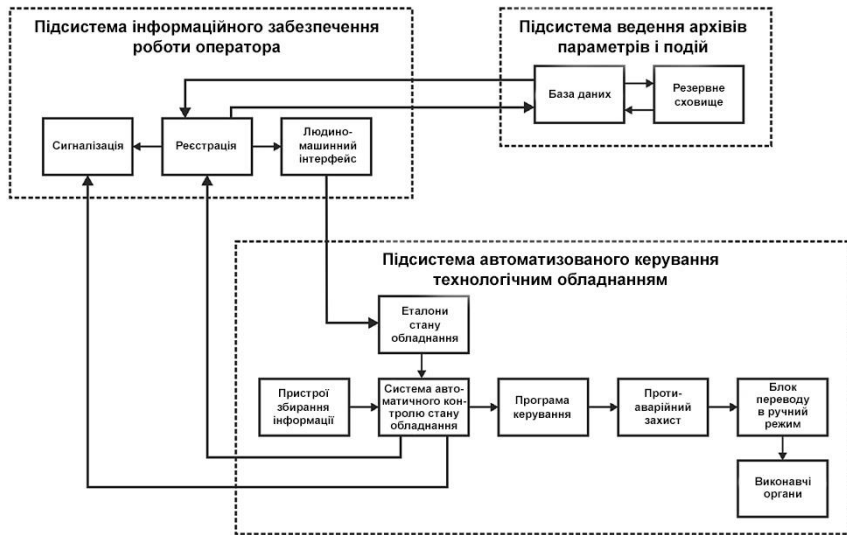 Підсистема інформаційного забезпечення
роботи оператора
Підсистема ведення архівів
параметрів і подій
База даних
Резервне
сховище
Сигналізація
Реєстрація
Людино-
машинний
інтерфейс
Підсистема автоматизованого керування
технологічним обладнанням
Еталони
стану
обладнання
Пристрої
збирання
інформації
Система авто-
матичного кон-
тролю стану
обладнання
Програма
керування
Проти-
аварійний
захист
Блок
переводу
в ручний
режим
Виконавчі
органи